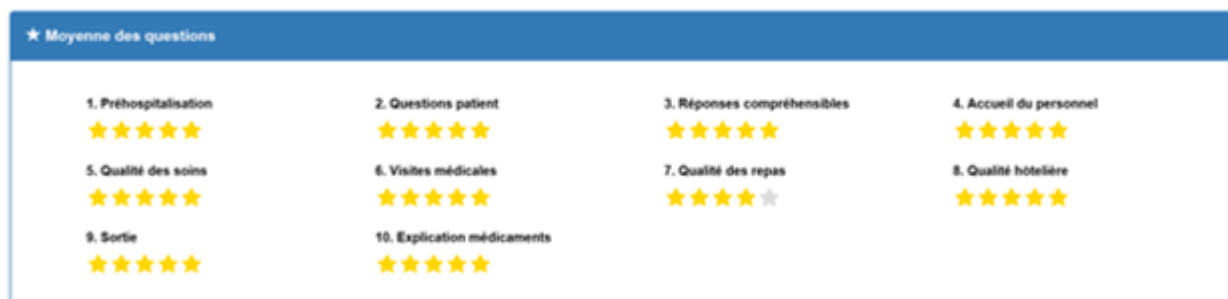 ★ Moyenne des questions
1. Préhospitalisation
2. Questions patient
3. Réponses compréhensibles
4. Accueil du personnel
5. Qualité des soins
6. Visites médicales
7. Qualité des repas
8. Qualité hôtelière
9. Sortie
10. Explication médicaments